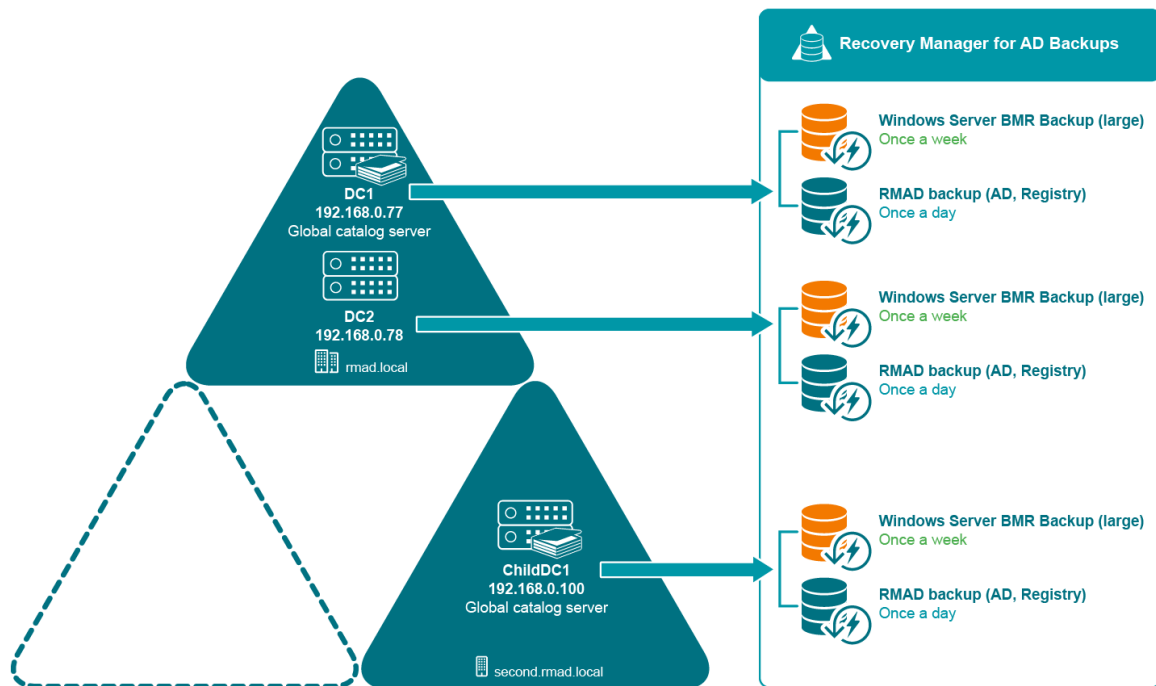 Recovery Manager for AD Backups
DC1
192.168.0.77
Global catalog server
Windows Server BMR Backup (large)
Once a week
RMAD backup (AD, Registry)
Once a day
DC2
192.168.0.78
rmad.local
Windows Server BMR Backup (large)
Once a week
RMAD backup (AD, Registry)
Once a day
ChildDC1
192.168.0.100
Global catalog server
second.rmad.local
Windows Server BMR Backup (large)
Once a week
RMAD backup (AD, Registry)
Once a day